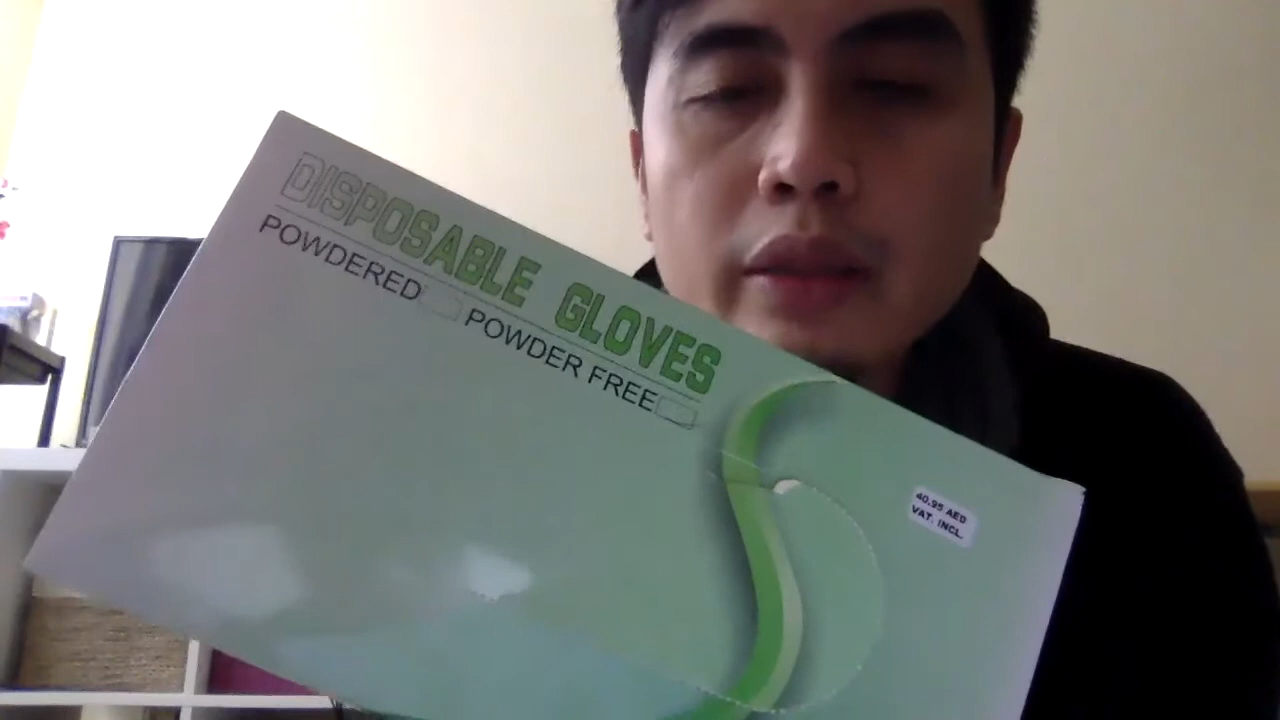 DISPOSABLE GLOVES
POWDERED POWDER FREE
40.95 AED
VAT. INCL.